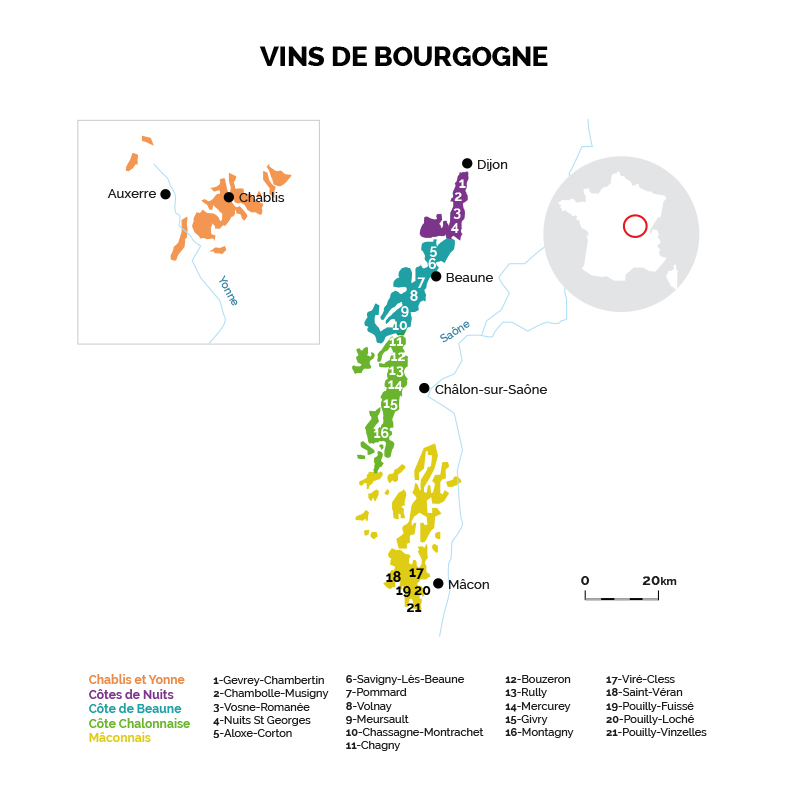 VINS DE BOURGOGNE
Auxerre
Chablis
Yonne
Dijon
1
2
3
4
5
6
Beaune
7
8
9
10
Saône
11
12
13
14
Châlon-sur-Saône
15
16
17
18
19 20
Mâcon
21
0 20km
Chablis et Yonne
Côtes de Nuits
Côte de Beaune
Côte Chalonnaise
Mâconnais
1-Gevrey-Chambertin
2-Chambolle-Musigny
3-Vosne-Romanée
4-Nuits St Georges
5-Aloxe-Corton
6-Savigny-Lès-Beaune
7-Pommard
8-Volnay
9-Meursault
10-Chassagne-Montrachet
11-Chagny
12-Bouzeron
13-Rully
14-Mercurey
15-Givry
16-Montagny
17-Viré-Cless
18-Saint-Véran
19-Pouilly-Fuissé
20-Pouilly-Loché
21-Pouilly-Vinzelles